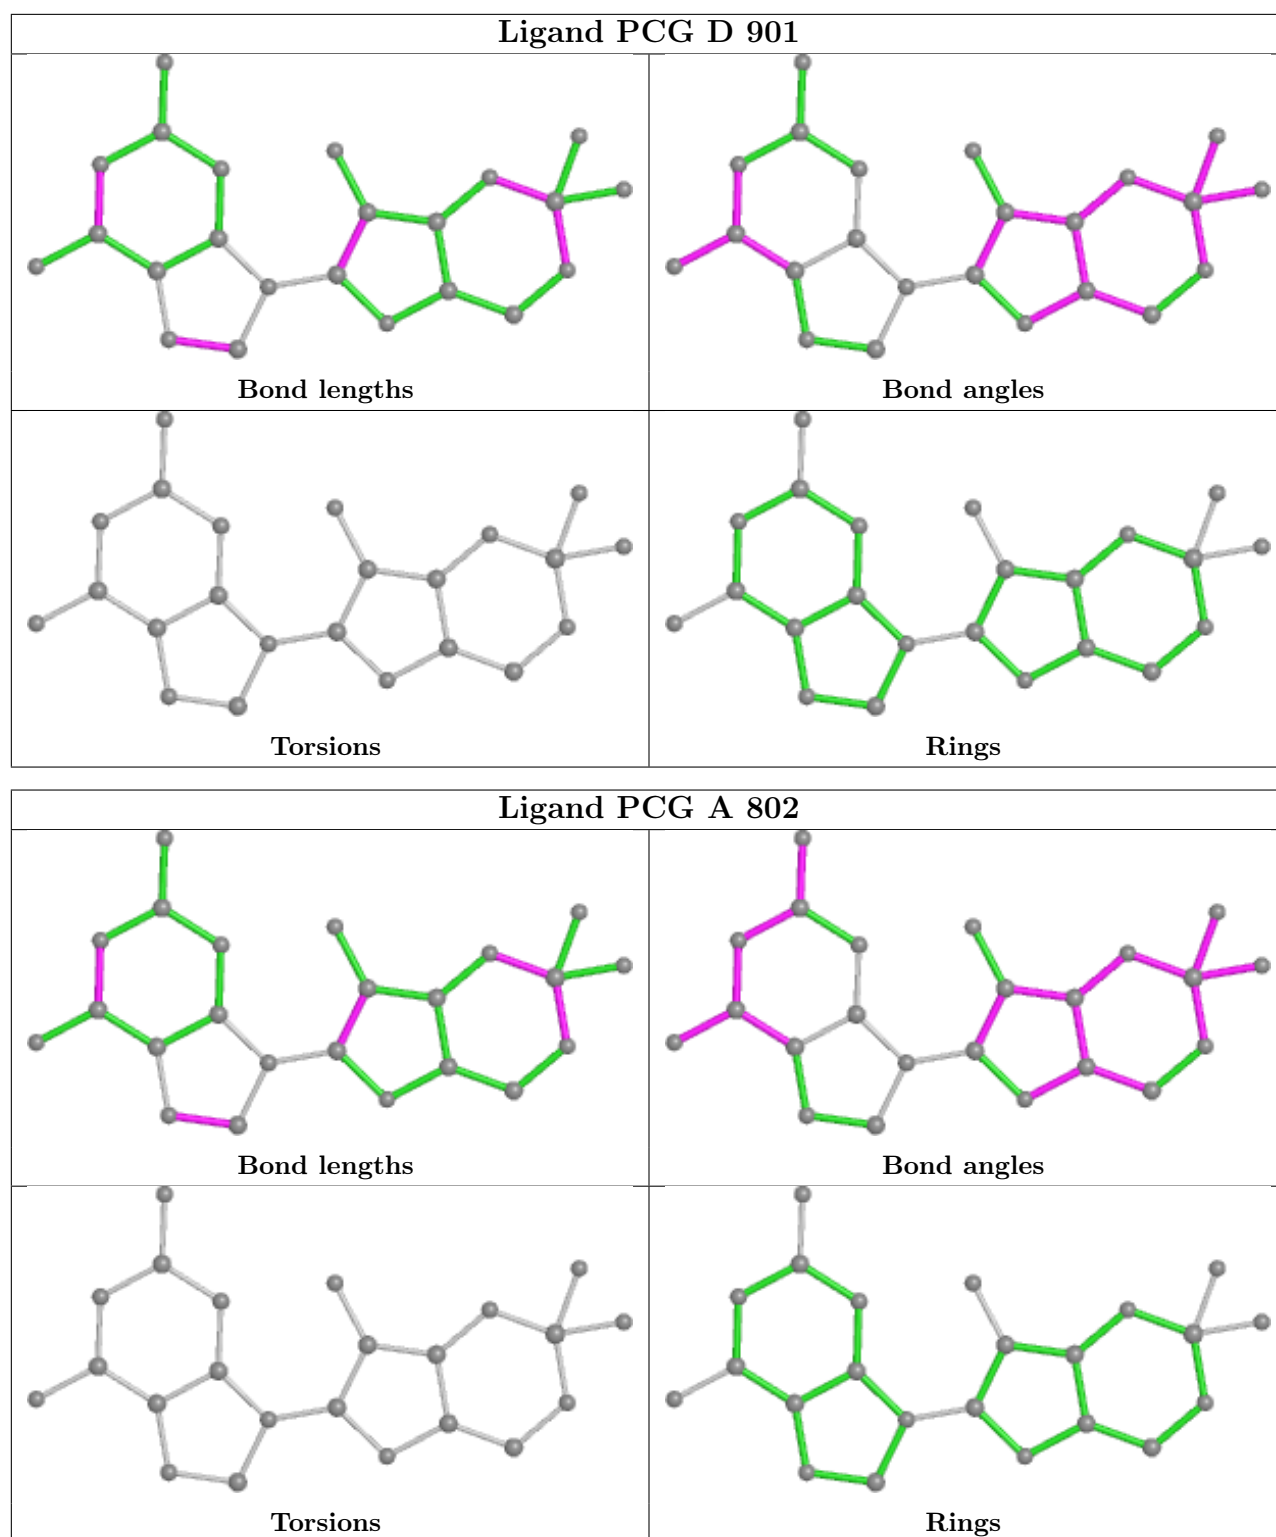 Ligand PCG D 901
Bond lengths
Bond angles
Torsions
Rings
Ligand PCG A 802
Bond lengths
Bond angles
Torsions
Rings